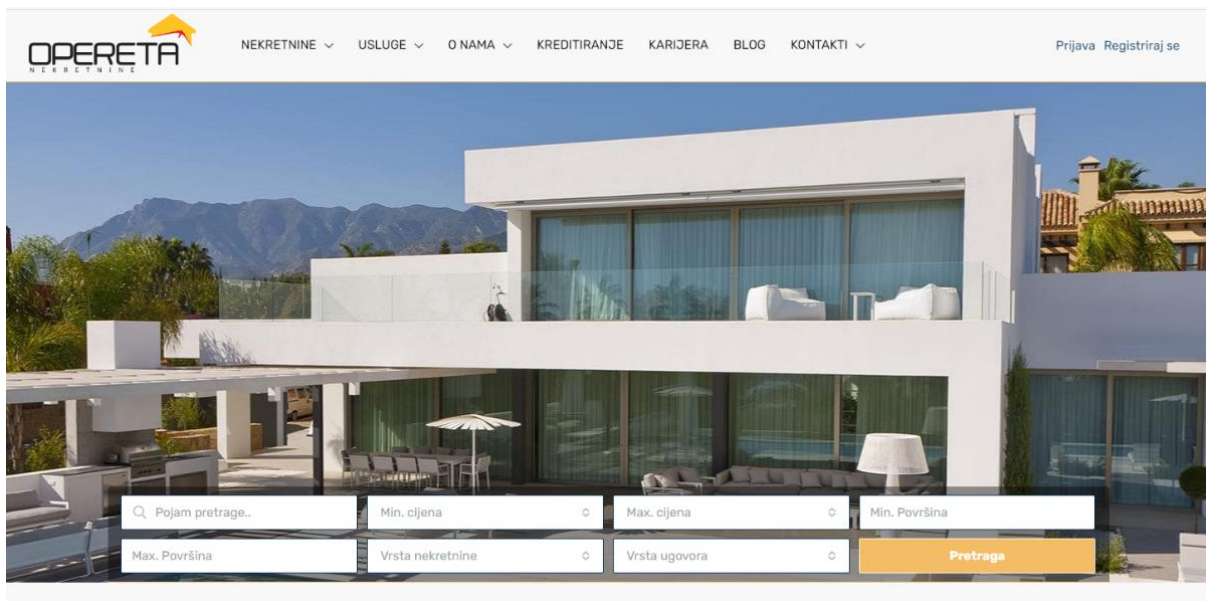 OPERETA
NEKRETNINE
NEKRETNINE USLUGE O NAMA KREDITIRANJE KARIJERA BLOG KONTAKTI Prijava Registriraj se
Pojam pretrage.. Min. cijena Max. cijena Min. Površina
Max. Površina Vrsta nekretnine Vrsta ugovora Pretraga